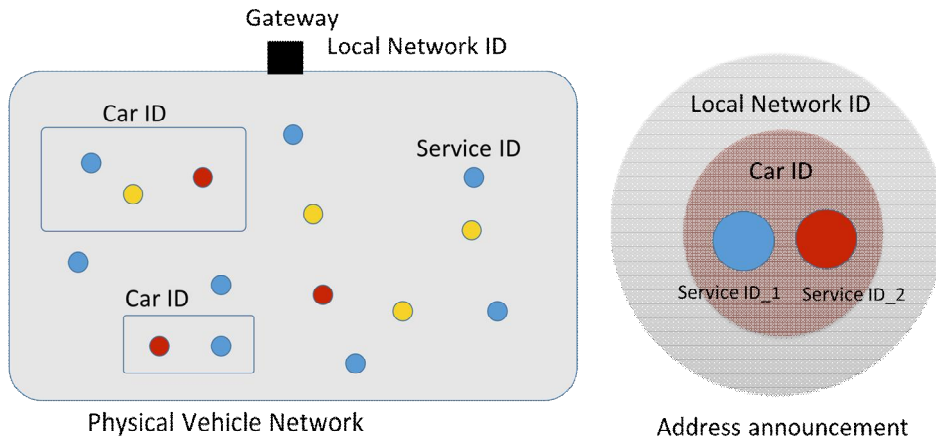 Gateway
Local Network ID
Car ID
Service ID
Car ID
Physical Vehicle Network
Local Network ID
Car ID
Service ID_1
Service ID_2
Address announcement